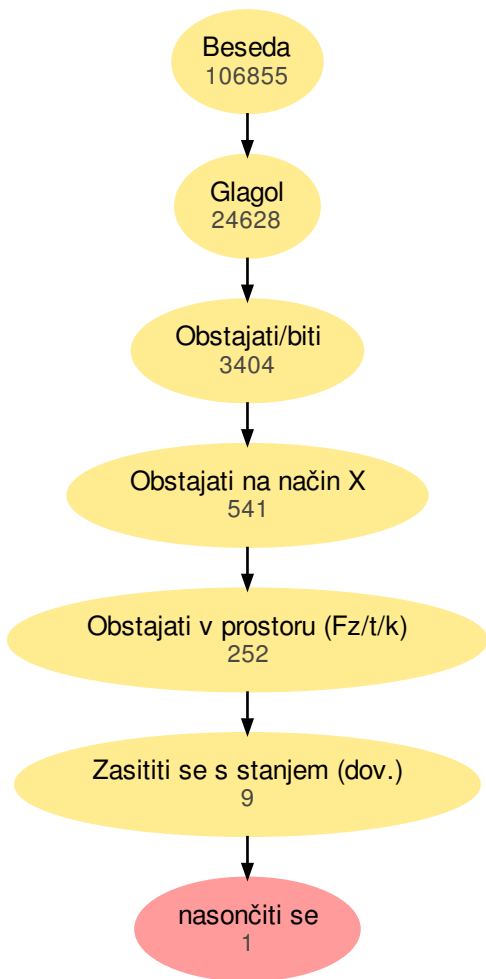 Beseda
106855
Glagol
24628
Obstajati/biti
3404
Obstajati na način X
541
Obstajati v prostoru (Fz/t/k)
252
Zasititi se s stanjem (dov.)
9
nasončiti se
1